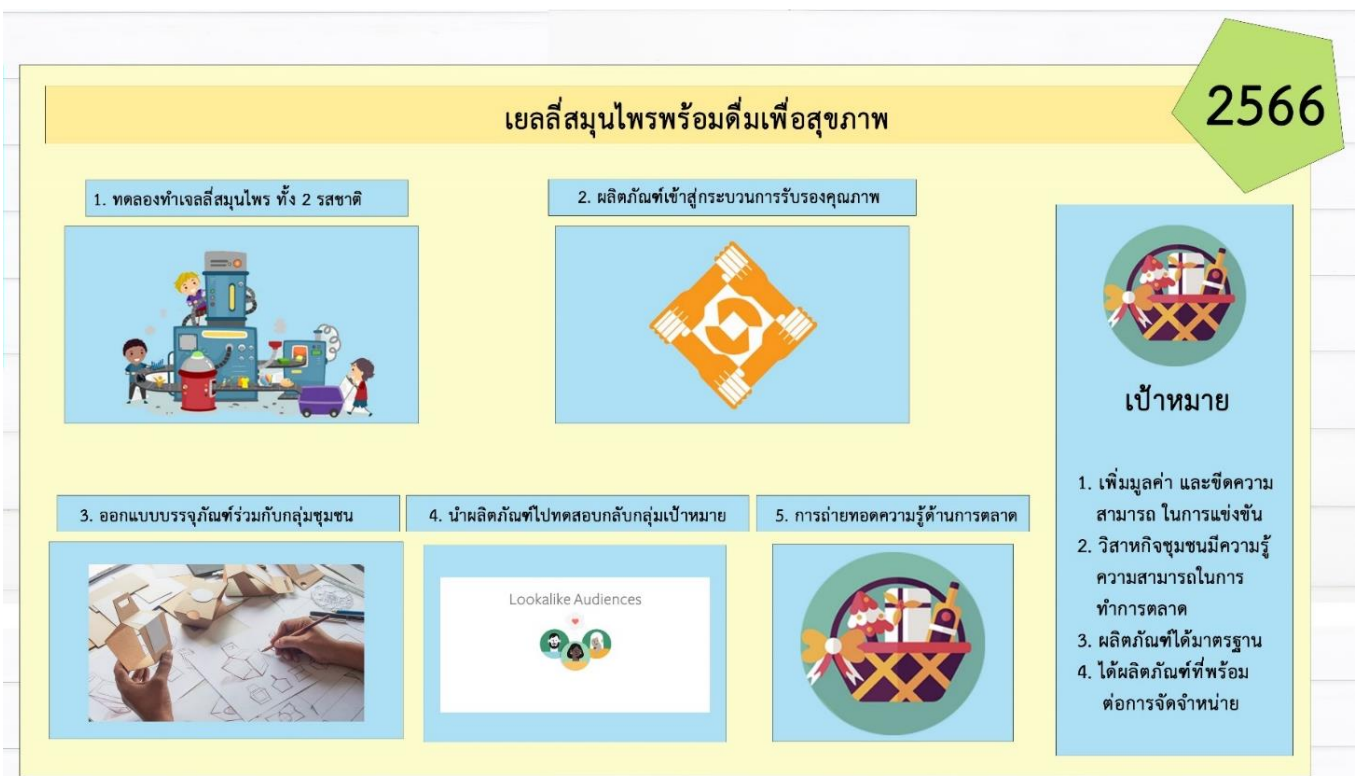 2566
เยลลี่สมุนไพรพร้อมดื่มเพื่อสุขภาพ
1. ทดลองทำเจลลี่สมุนไพร ทั้ง 2 รสชาติ
2. ผลิตภัณฑ์เข้าสู่กระบวนการรับรองคุณภาพ
3. ออกแบบบรรจุภัณฑ์ร่วมกับกลุ่มชุมชน
4. นำผลิตภัณฑ์ไปทดสอบกลับกลุ่มเป้าหมาย
5. การถ่ายทอดความรู้ด้านการตลาด
Lookalike Audiences
เป้าหมาย
1. เพิ่มมูลค่า และขีดความ
สามารถ ในการแข่งขัน
2. วิสาหกิจชุมชนมีความรู้
ความสามารถในการ
ทำการตลาด
3. ผลิตภัณฑ์ได้มาตรฐาน
4. ได้ผลิตภัณฑ์ที่พร้อม
ต่อการจัดจำหน่าย